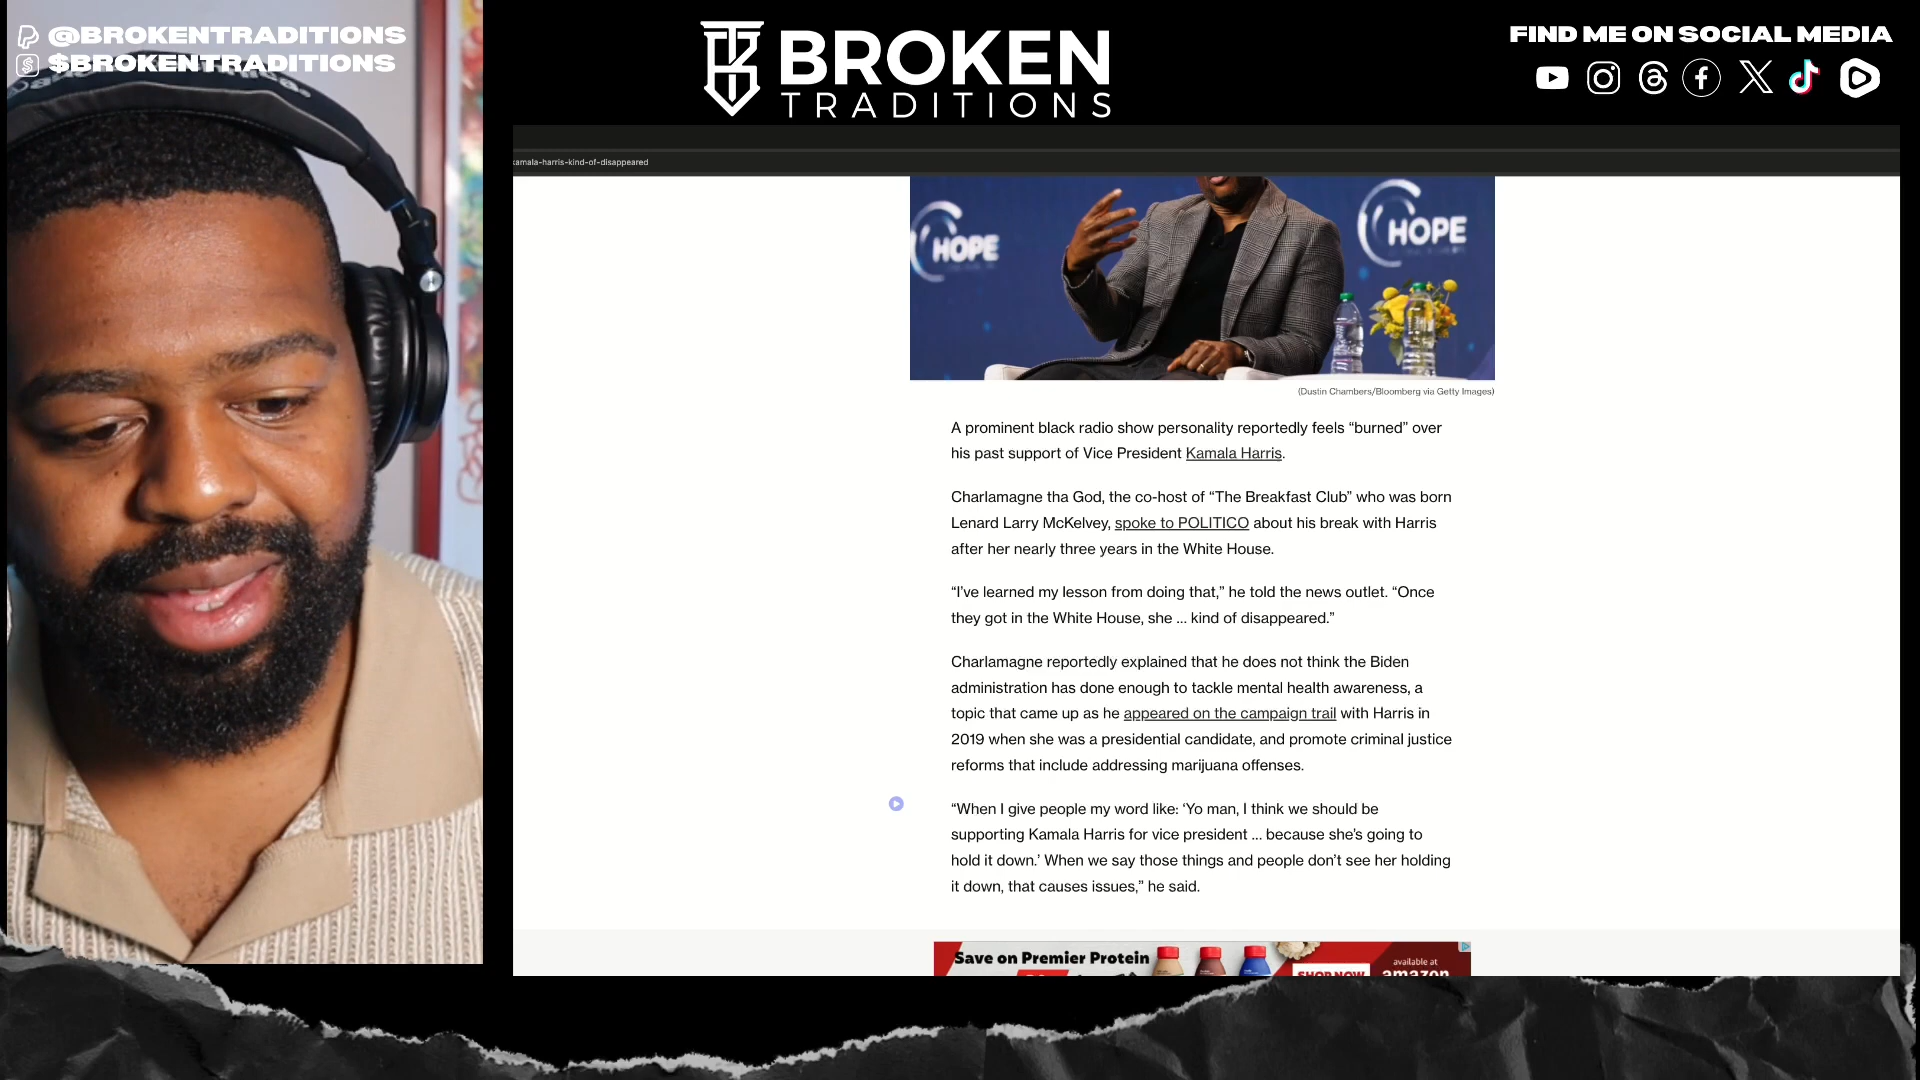 @BROKENTRADITIONS
$BROKENTRADITIONS
BROKEN
TRADITIONS
FIND ME ON SOCIAL MEDIA
kamala-harris-kind-of-disappeared
HOPE
HOPE
(Dustin Chambers/Bloomberg via Getty Images)
A prominent black radio show personality reportedly feels “burned” over
his past support of Vice President Kamala Harris.
Charlamagne tha God, the co-host of “The Breakfast Club” who was born
Lenard Larry McKelvey, spoke to POLITICO about his break with Harris
after her nearly three years in the White House.
“I’ve learned my lesson from doing that,” he told the news outlet. “Once
they got in the White House, she ... kind of disappeared.”
Charlamagne reportedly explained that he does not think the Biden
administration has done enough to tackle mental health awareness, a
topic that came up as he appeared on the campaign trail with Harris in
2019 when she was a presidential candidate, and promote criminal justice
reforms that include addressing marijuana offenses.
“When I give people my word like: ‘Yo man, I think we should be
supporting Kamala Harris for vice president ... because she’s going to
hold it down.’ When we say those things and people don’t see her holding
it down, that causes issues,” he said.
Save on Premier Protein
SHOP NOW
available at
amazon